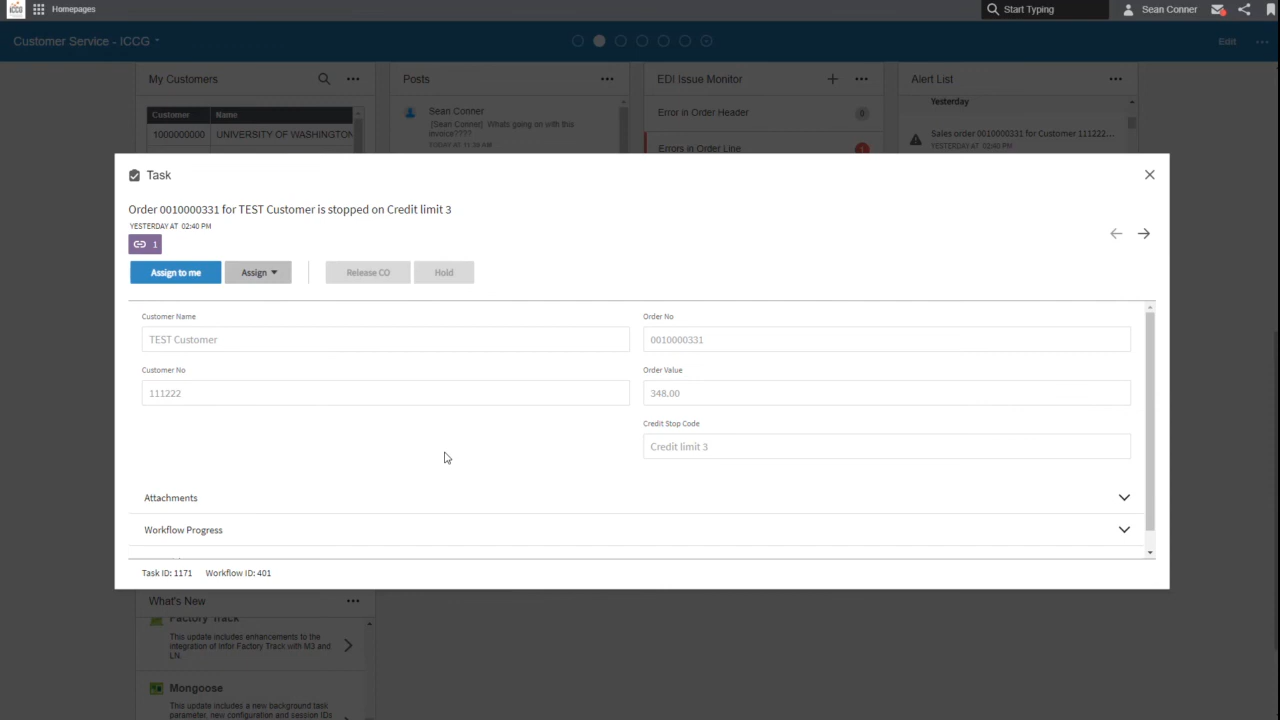 ICCG
Homepages
Start Typing
Sean Conner
Customer Service - ICCG
Edit
My Customers
Customer Name
1000000000 UNIVERSITY OF WASHINGTON
Posts
Sean Conner
[Sean Conner] Whats going on with this
invoice????
TODAY AT 11:39 AM
EDI Issue Monitor
Error in Order Header 0
Errors in Order Line 1
Alert List
Yesterday
Sales order 0010000331 for Customer 111222...
YESTERDAY AT 02:40 PM
Task
Order 0010000331 for TEST Customer is stopped on Credit limit 3
YESTERDAY AT 02:40 PM
1
Assign to me
Assign
Release CO
Hold
Customer Name
TEST Customer
Order No
0010000331
Customer No
111222
Order Value
348.00
Credit Stop Code
Credit limit 3
Attachments
Workflow Progress
Task ID: 1171 Workflow ID: 401
What's New
Factory Track
This update includes enhancements to the
integration of Infor Factory Track with M3 and
LN.
Mongoose
This update includes a new background task
parameter, new configuration and session IDs